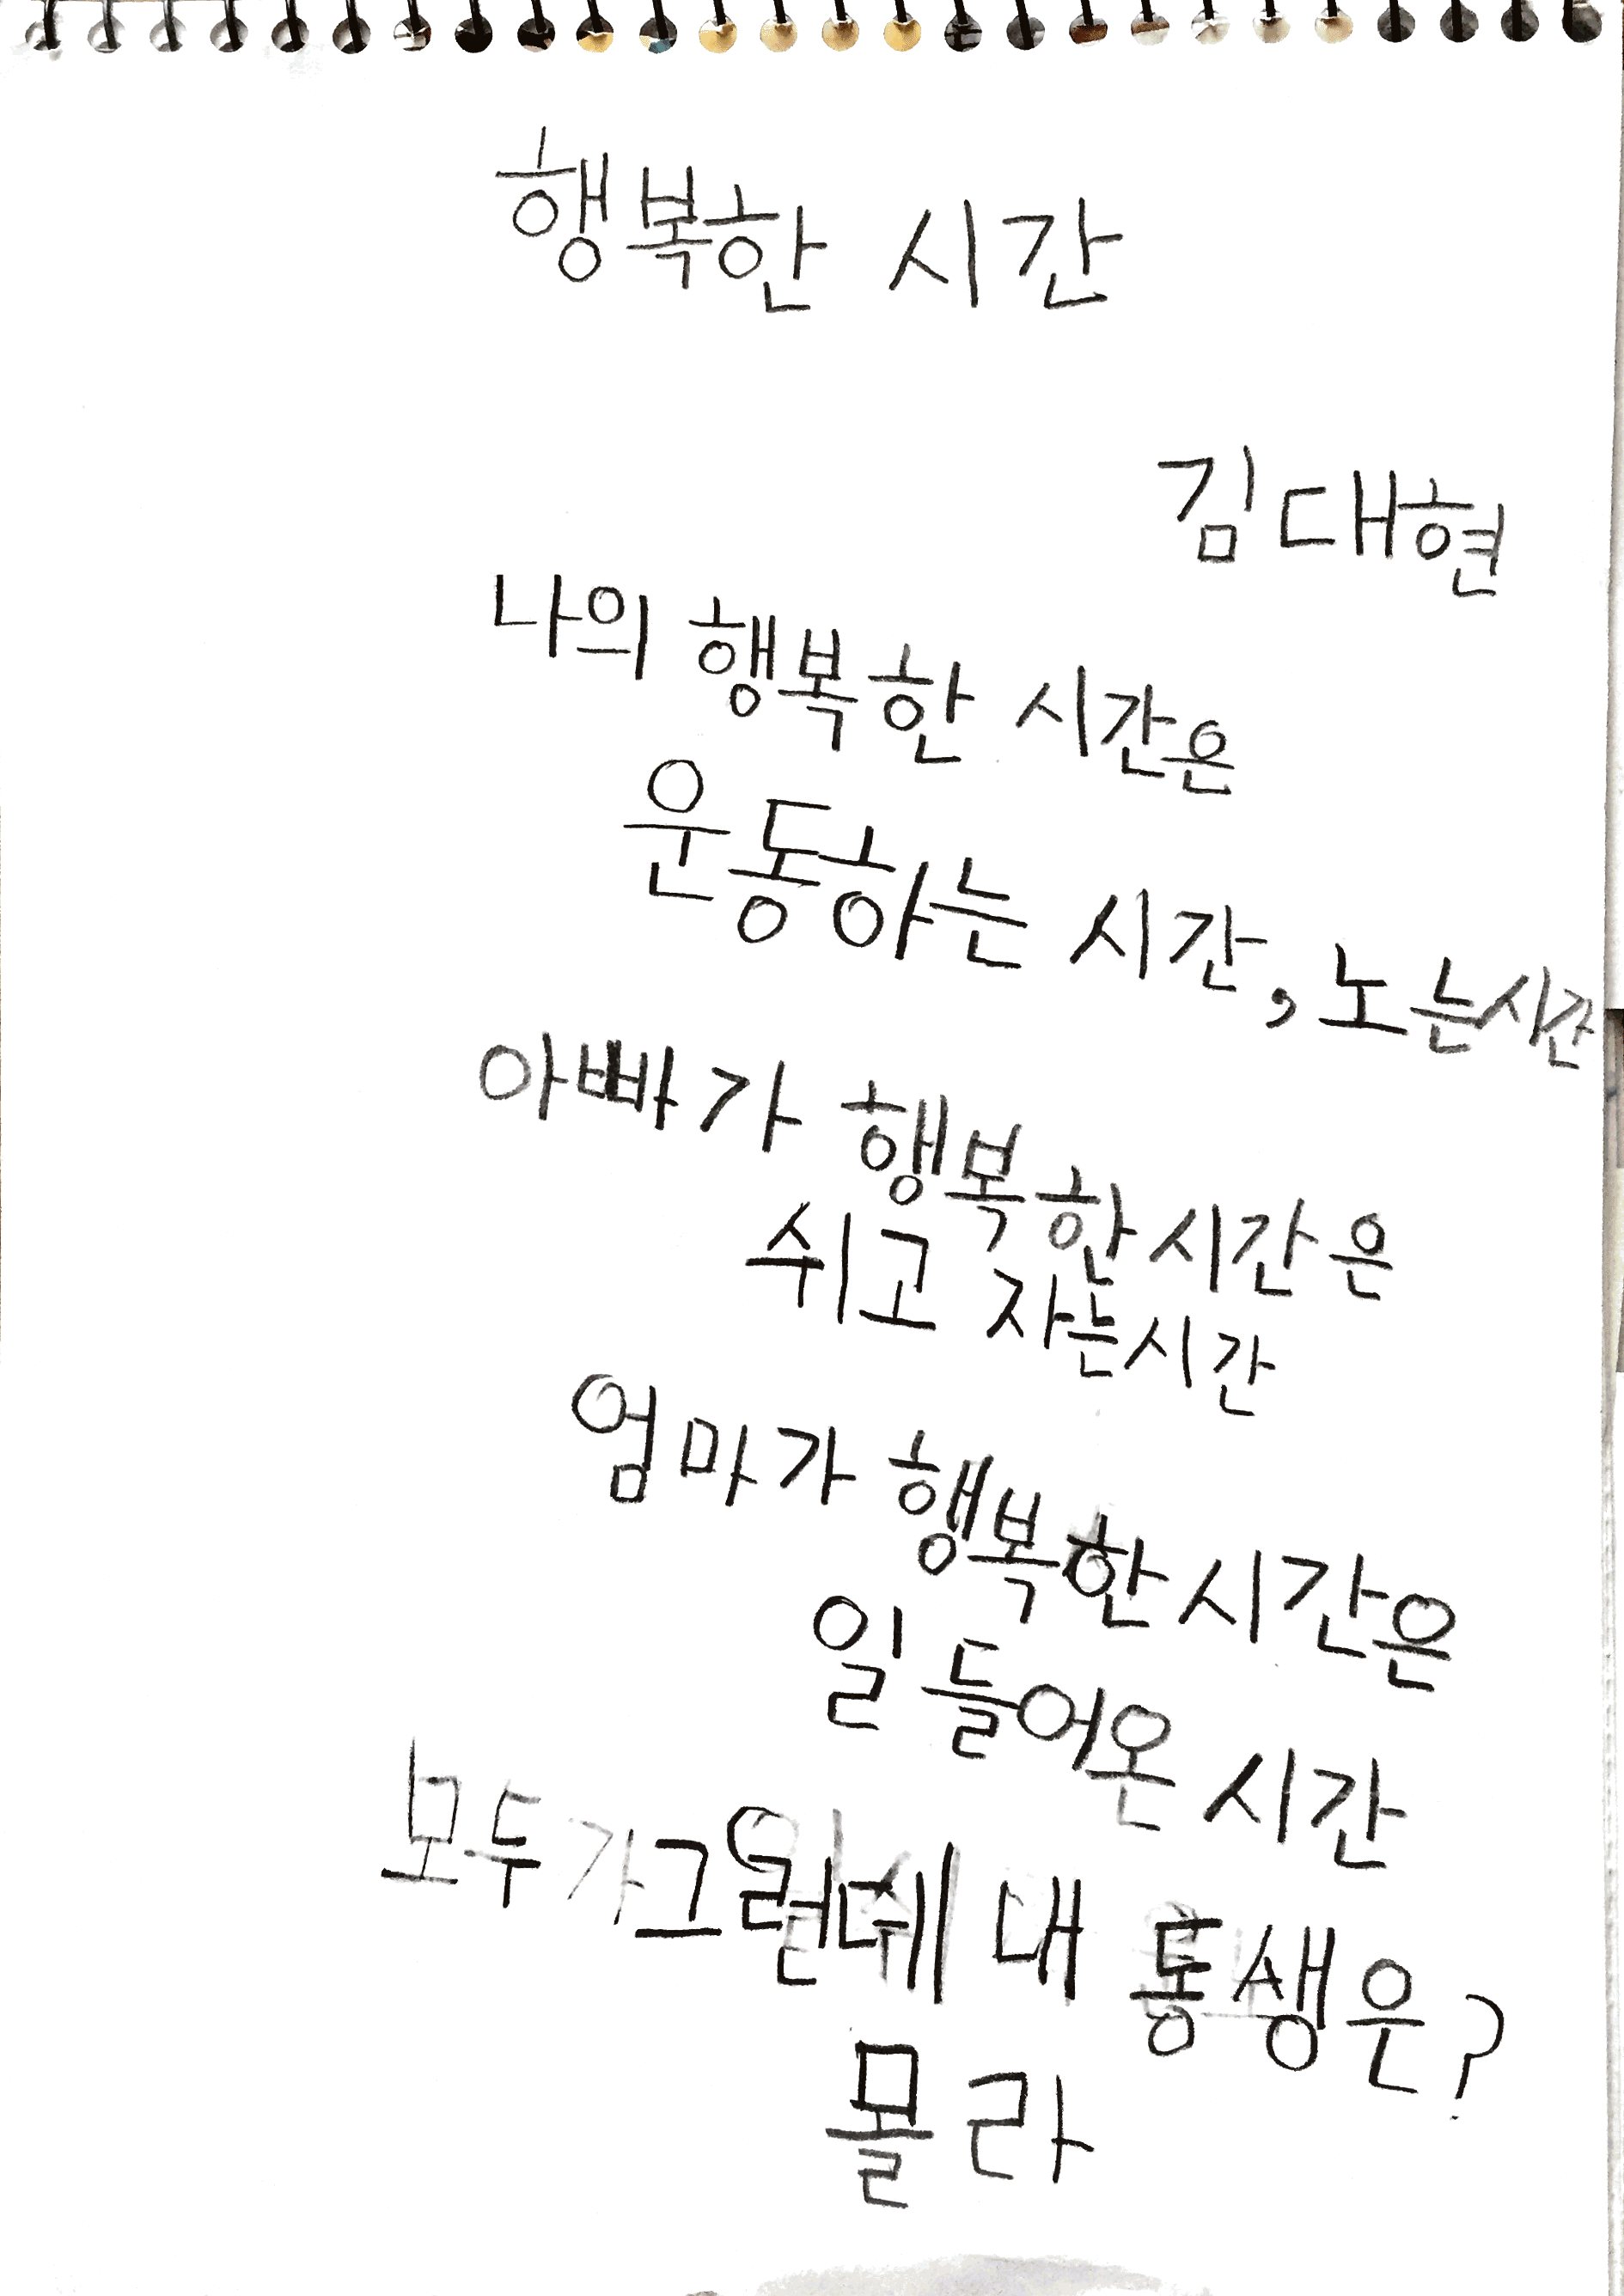 행복한 시간
김대현
나의 행복한 시간은
운동하는 시간, 노는시간
아빠가 행복한시간은
쉬고 자는시간
엄마가 행복한시간은
일 들어온 시간
모두가그런데 내 동생은?
몰라